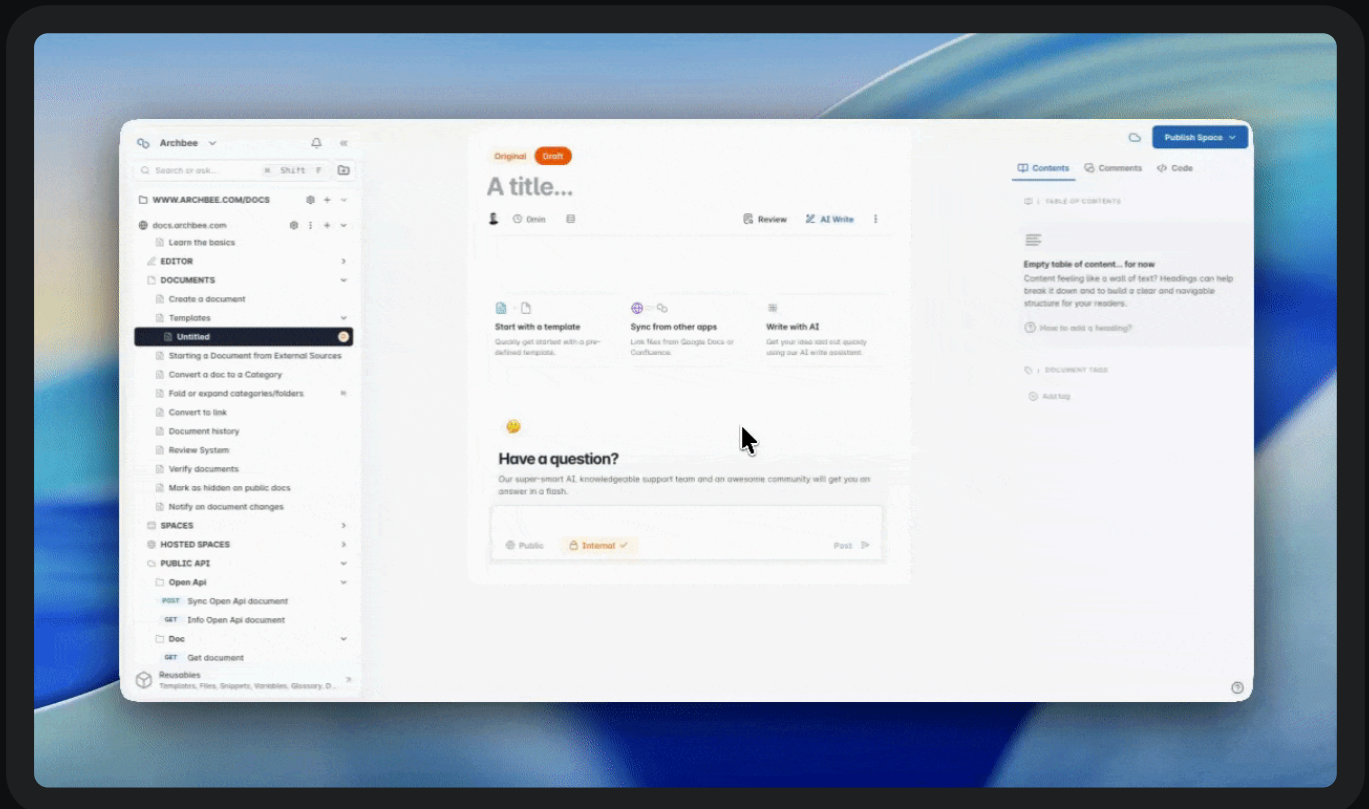 Archbee
Search or ask...
⌘ Shift F
WWW.ARCHBEE.COM/DOCS
docs.archbee.com
Learn the basics
EDITOR
DOCUMENTS
Create a document
Templates
Untitled
Starting a Document from External Sources
Convert a doc to a Category
Fold or expand categories/folders
Convert to link
Document history
Review System
Verify documents
Mark as hidden on public docs
Notify on document changes
SPACES
HOSTED SPACES
PUBLIC API
Open Api
POST Sync Open Api document
GET Info Open Api document
Doc
GET Get document
Reusables
Templates, Files, Snippets, Variables, Glossary, D...
Original Draft
A title...
0min
Review AI Write
Start with a template
Quickly get started with a pre-
defined template.
Sync from other apps
Link files from Google Docs or
Confluence.
Write with AI
Get your idea laid out quickly
using our AI write assistant.
Have a question?
Our super-smart AI, knowledgeable support team and an awesome community will get you an
answer in a flash.
Public Internal Post
Publish Space
Contents Comments Code
TABLE OF CONTENTS
Empty table of content... for now
Content feeling like a wall of text? Headings can help
break it down and to build a clear and navigable
structure for your readers.
How to add a heading?
DOCUMENT TAGS
Add tag